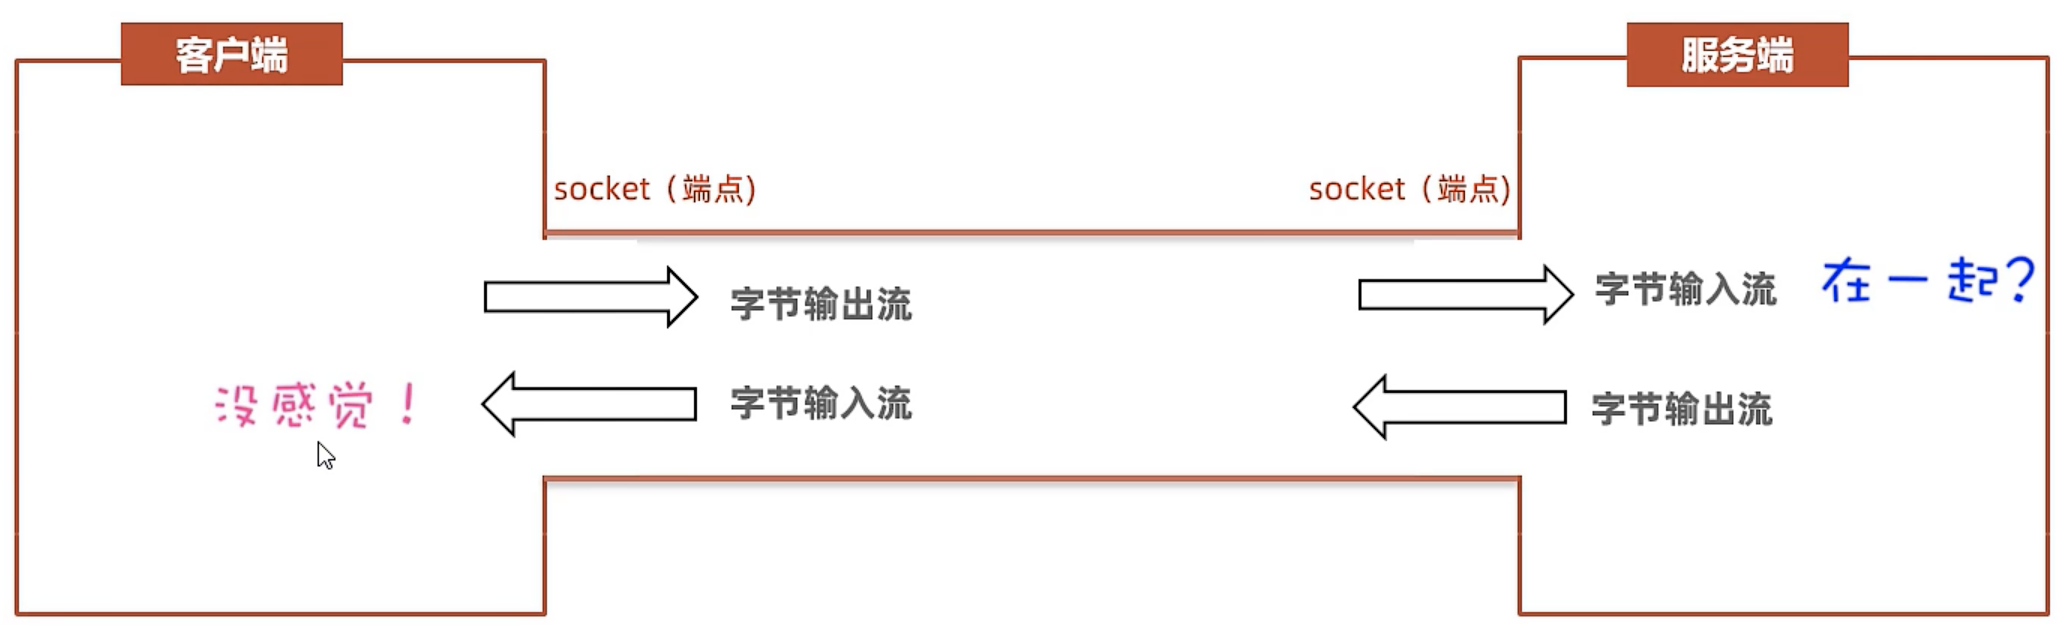 客户端
服务端
socket（端点)
socket（端点)
字节输出流
字节输入流
在一起?
没感觉！
字节输入流
字节输出流